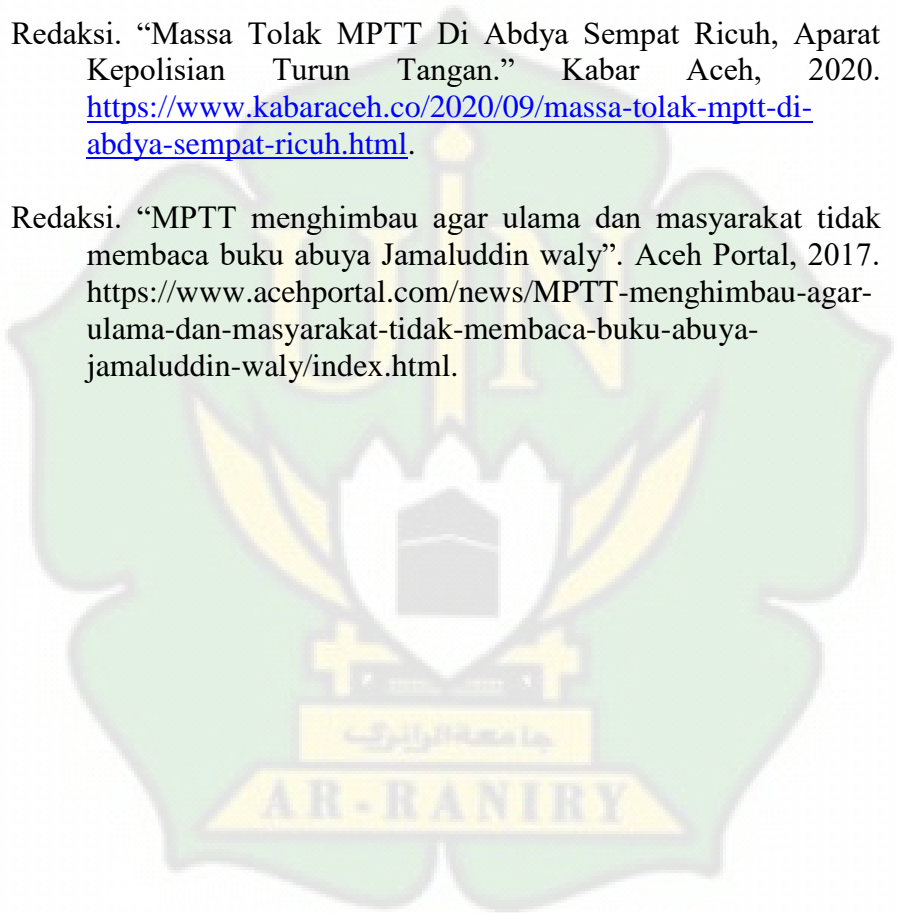 Redaksi. “Massa Tolak MPTT Di Abdya Sempat Ricuh, Aparat
Kepolisian Turun Tangan.” Kabar Aceh, 2020.
https://www.kabaraceh.co/2020/09/massa-tolak-mptt-di-
abdya-sempat-ricuh.html.
Redaksi. “MPTT menghimbau agar ulama dan masyarakat tidak
membaca buku abuya Jamaluddin waly”. Aceh Portal, 2017.
https://www.acehportal.com/news/MPTT-menghimbau-agar-
ulama-dan-masyarakat-tidak-membaca-buku-abuya-
jamaluddin-waly/index.html.
UIN
جامعة الرانري
AR-RANIRY